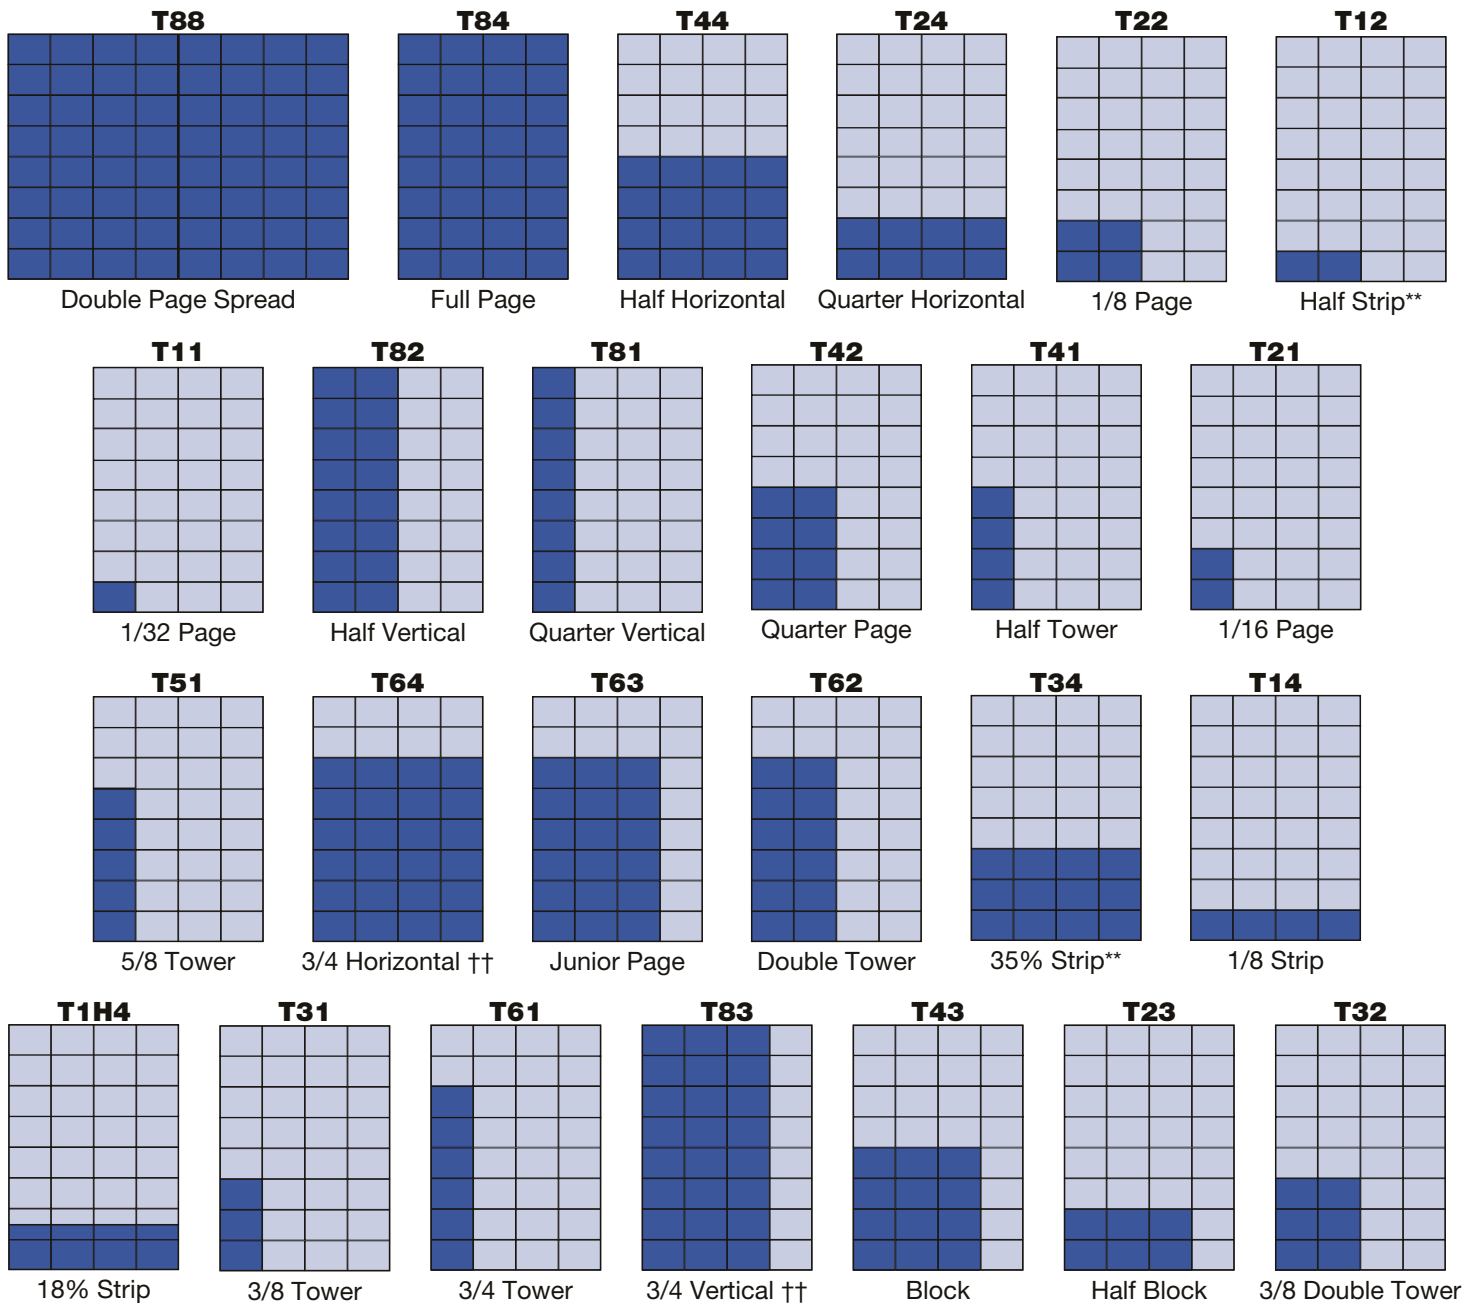 T88 T84 T44 T24 T22 T12
Double Page Spread Full Page Half Horizontal Quarter Horizontal 1/8 Page Half Strip**
T11 T82 T81 T42 T41 T21
1/32 Page Half Vertical Quarter Vertical Quarter Page Half Tower 1/16 Page
T51 T64 T63 T62 T34 T14
5/8 Tower 3/4 Horizontal †† Junior Page Double Tower 35% Strip** 1/8 Strip
T1H4 T31 T61 T83 T43 T23 T32
18% Strip 3/8 Tower 3/4 Tower 3/4 Vertical †† Block Half Block 3/8 Double Tower